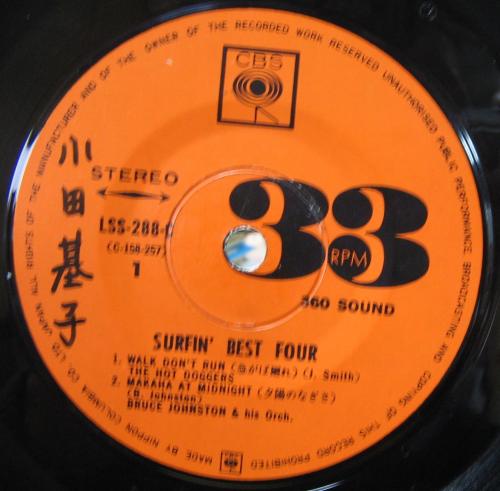 ALL RIGHTS OF THE MANUFACTURER AND OF THE OWNER OF THE RECORDED WORK RESERVED UNAUTHORISED PUBLIC PERFORMANCE BROADCASTING AND COPYING OF THIS RECORD PROHIBITED
MADE BY NIPPON COLUMBIA CO. LTD. JAPAN
CBS
小田基子
STEREO
33
RPM
LSS-288-
(C-158-257)
1
360 SOUND
SURFIN' BEST FOUR
1. WALK DON'T RUN (急がば廻れ) (J. Smith)
THE HOT DOGGERS
2. MAKAHA AT MIDNIGHT (夕陽のなぎさ)
(B. Johnston)
BRUCE JOHNSTON & his Orch.